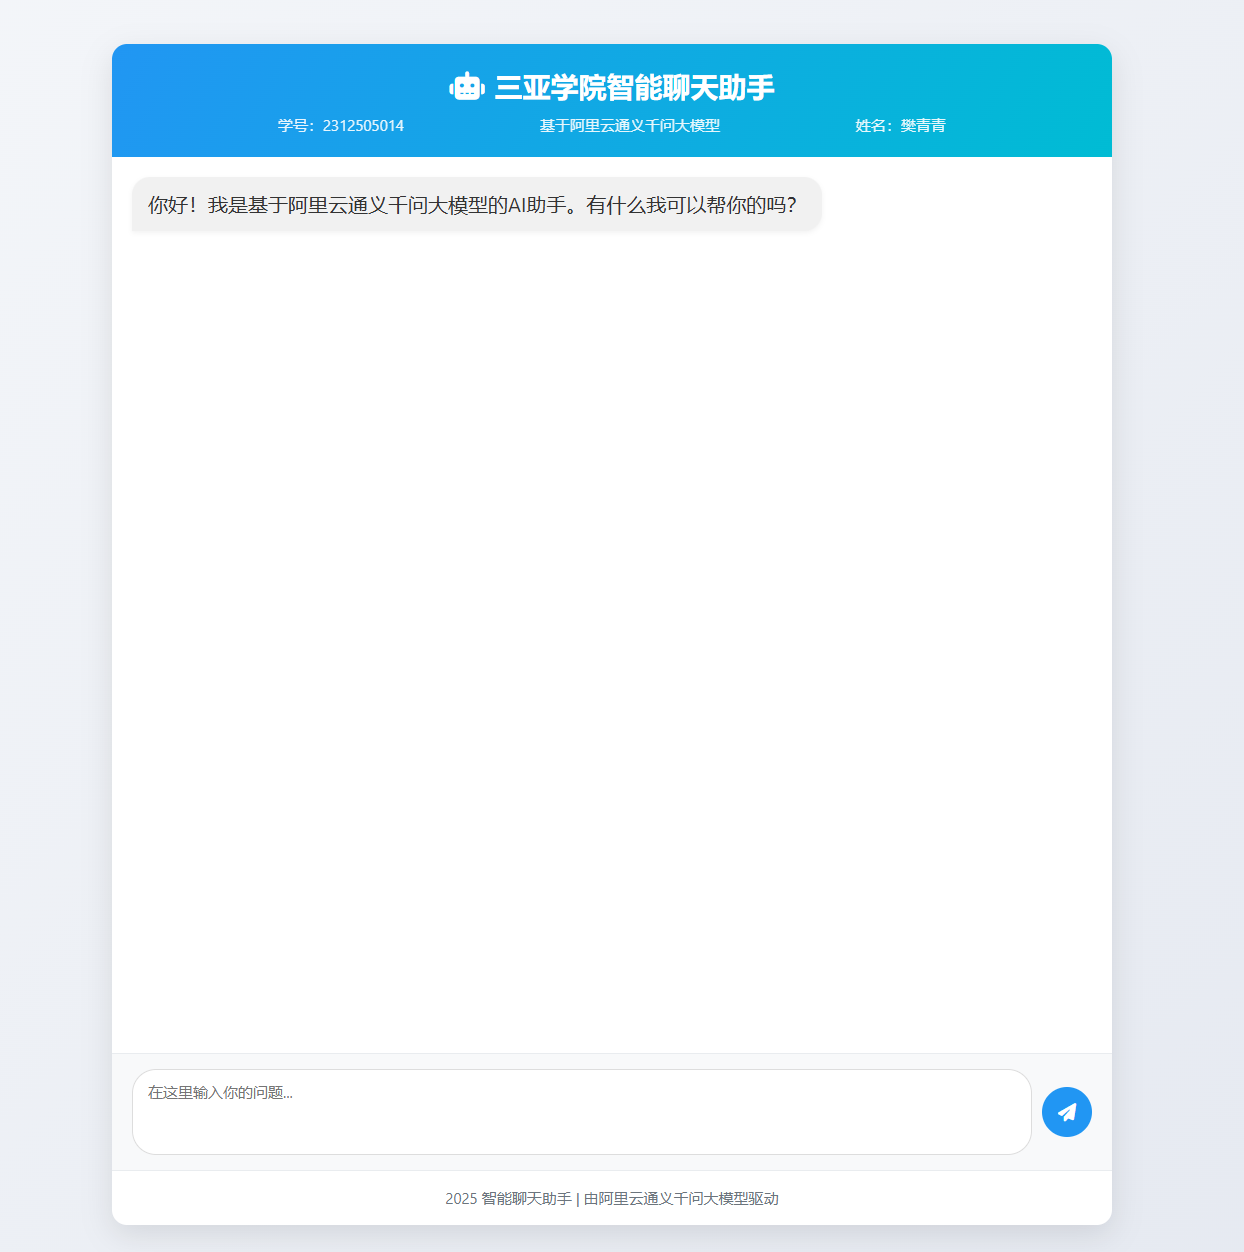 三亚学院智能聊天助手
学号：2312505014 基于阿里云通义千问大模型 姓名：樊青青
你好！我是基于阿里云通义千问大模型的AI助手。有什么我可以帮你的吗？
在这里输入你的问题...
2025 智能聊天助手 | 由阿里云通义千问大模型驱动